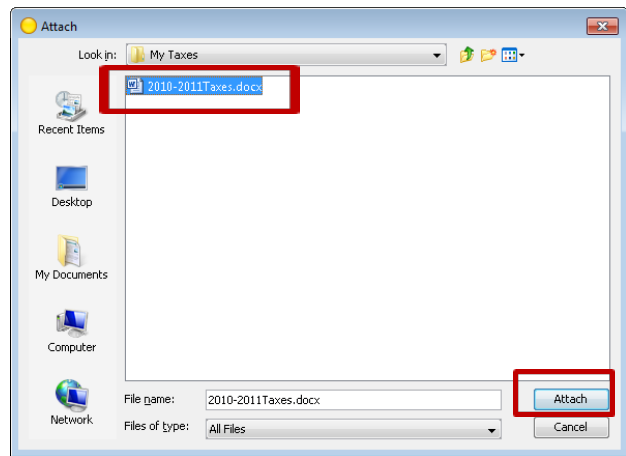 Attach
Look in: My Taxes
2010-2011Taxes.docx
Recent Items
Desktop
My Documents
Computer
Network
File name: 2010-2011Taxes.docx Attach
Files of type: All Files Cancel